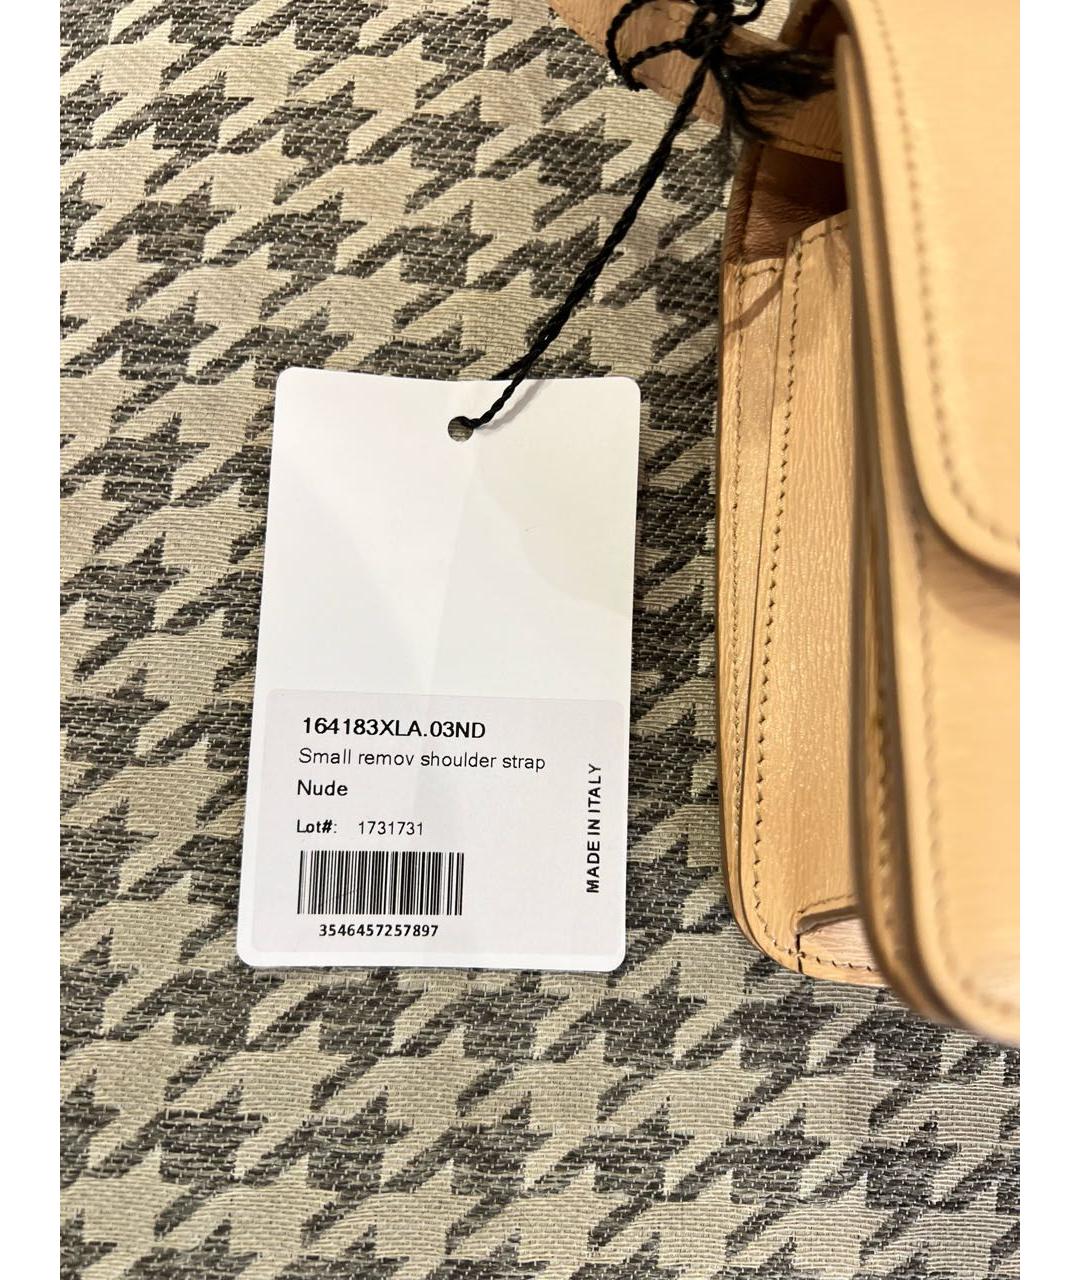 164183XLA.03ND
Small remov shoulder strap
Nude
Lot#: 1731731
3546457257897
MADE IN ITALY